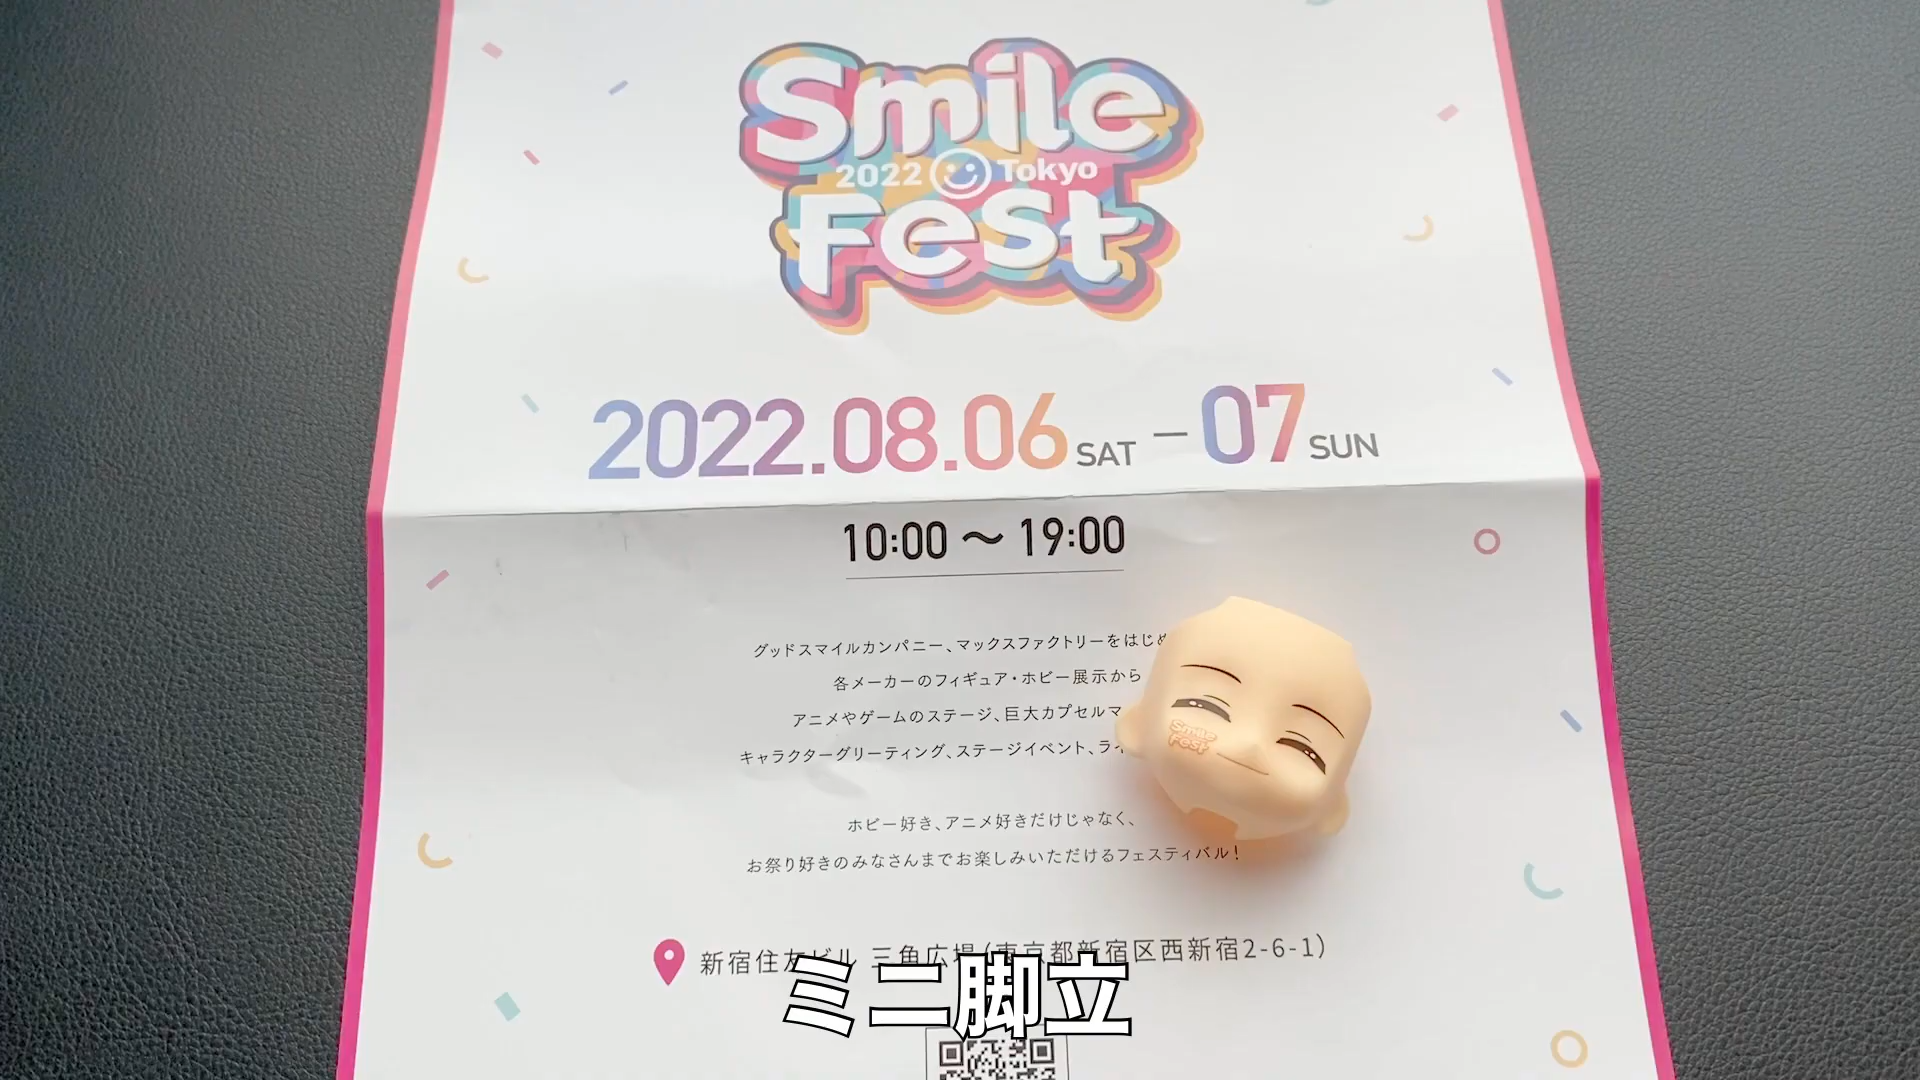 Smile
2022 Tokyo
Fest
2022.08.06 SAT – 07 SUN
10:00 〜 19:00
グッドスマイルカンパニー、マックスファクトリーをはじめ
各メーカーのフィギュア・ホビー展示から
アニメやゲームのステージ、巨大カプセルマ
キャラクターグリーティング、ステージイベント、ライ
Smile
Fest
ホビー好き、アニメ好きだけじゃなく、
お祭り好きのみなさんまでお楽しみいただけるフェスティバル！
新宿住友ビル 三角広場（東京都新宿区西新宿2-6-1）
ミニ脚立